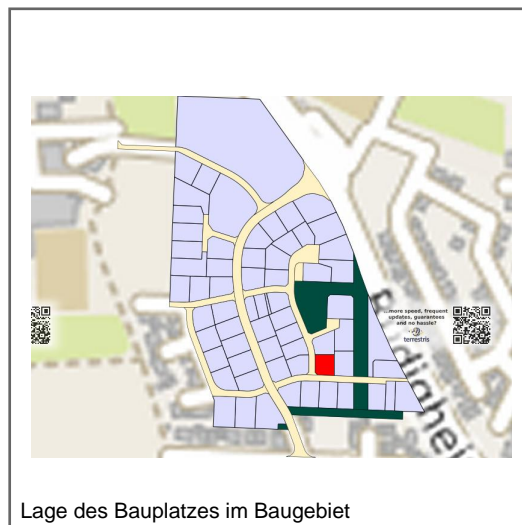 ...more speed, frequent
updates, guarantees
and no hassle?
terrestris
Lage des Bauplatzes im Baugebiet